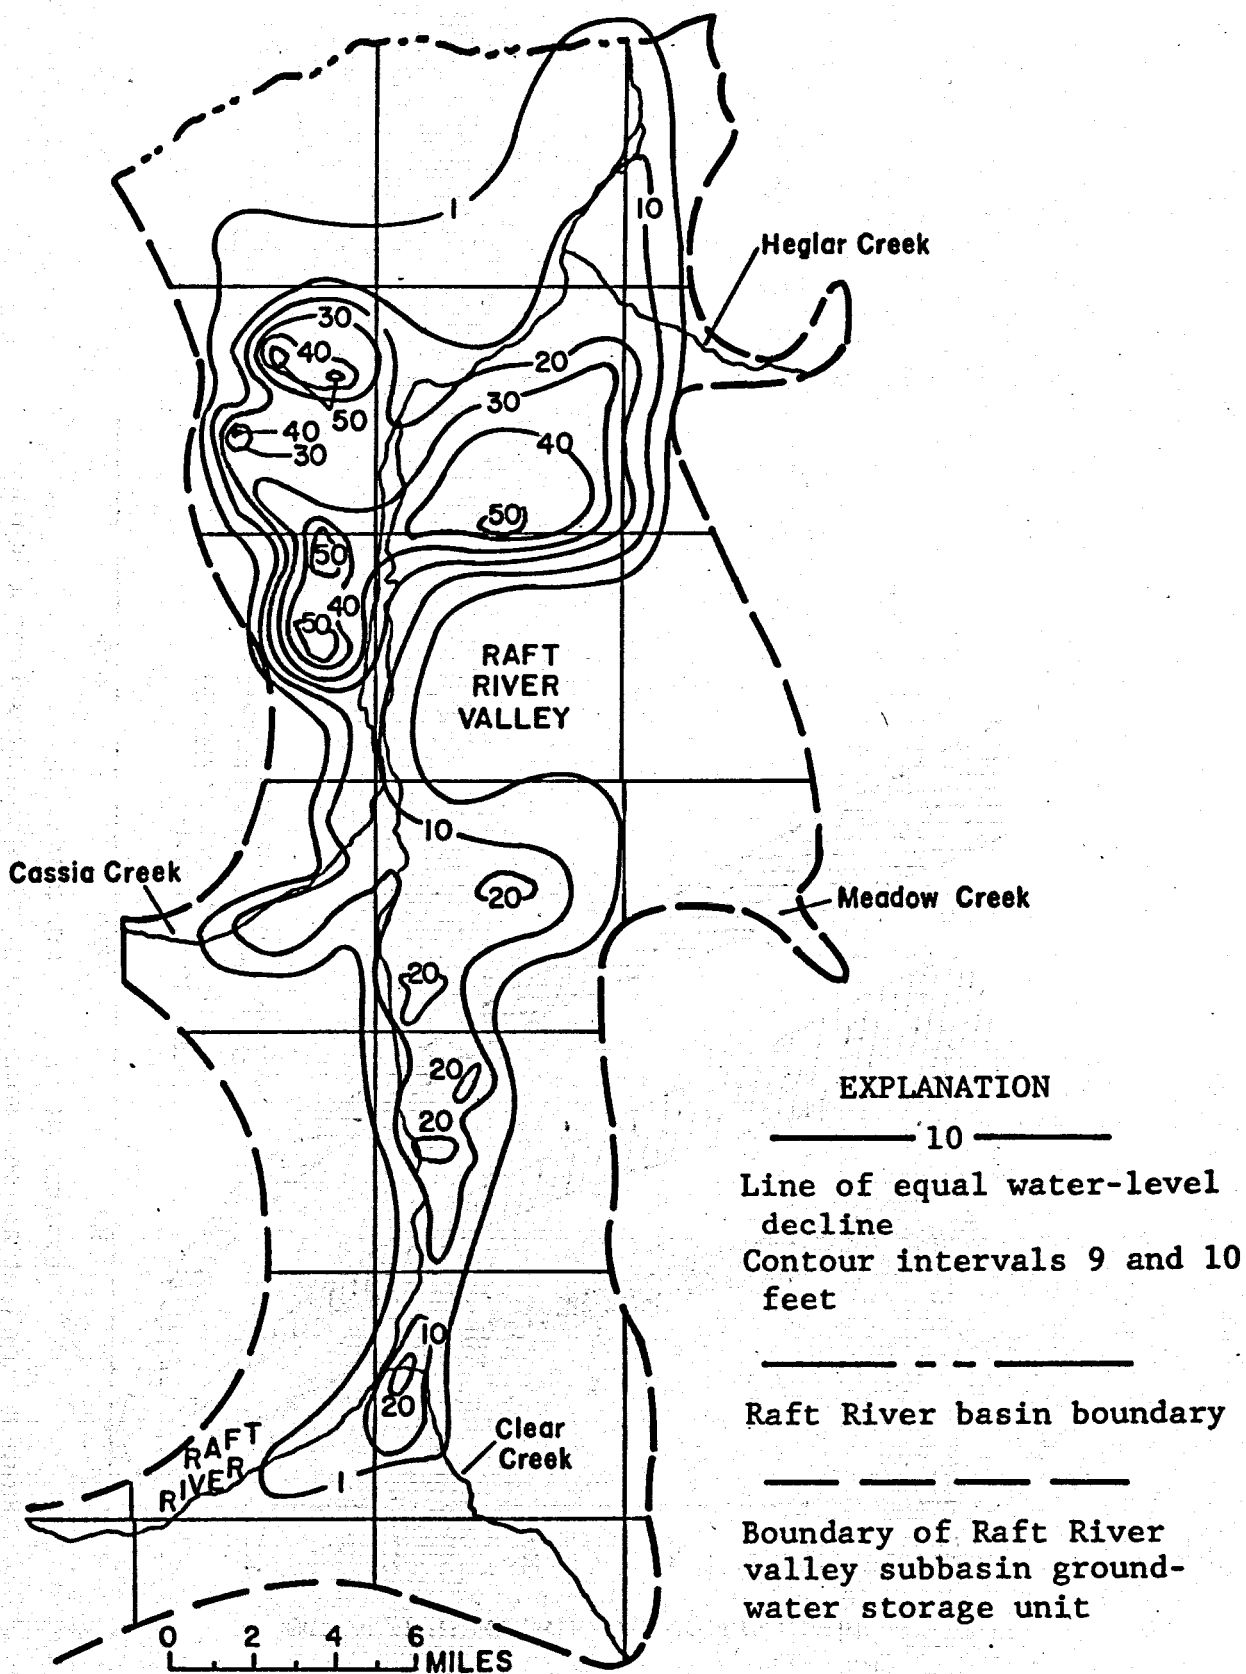 1
10
Heglar Creek
30
40
50
20
30
40
30
40
50
50
40
50
RAFT
RIVER
VALLEY
10
Cassia Creek
20
Meadow Creek
20
20
20
10
20
Clear
Creek
RAFT
RIVER
1
0 2 4 6
MILES
EXPLANATION
10
Line of equal water-level
decline
Contour intervals 9 and 10
feet
Raft River basin boundary
Boundary of Raft River
valley subbasin ground-
water storage unit